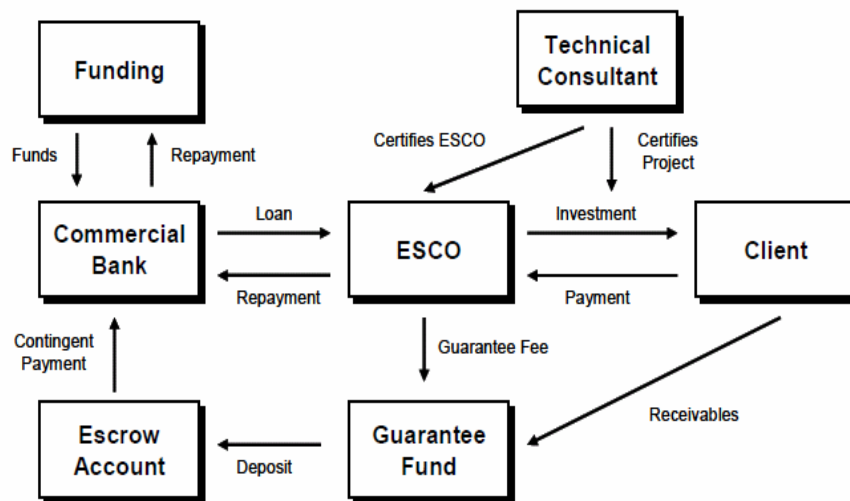 Funding
Technical
Consultant
Funds
Repayment
Certifies ESCO
Certifies
Project
Commercial
Bank
Loan
Repayment
ESCO
Investment
Payment
Client
Contingent
Payment
Guarantee Fee
Receivables
Escrow
Account
Deposit
Guarantee
Fund